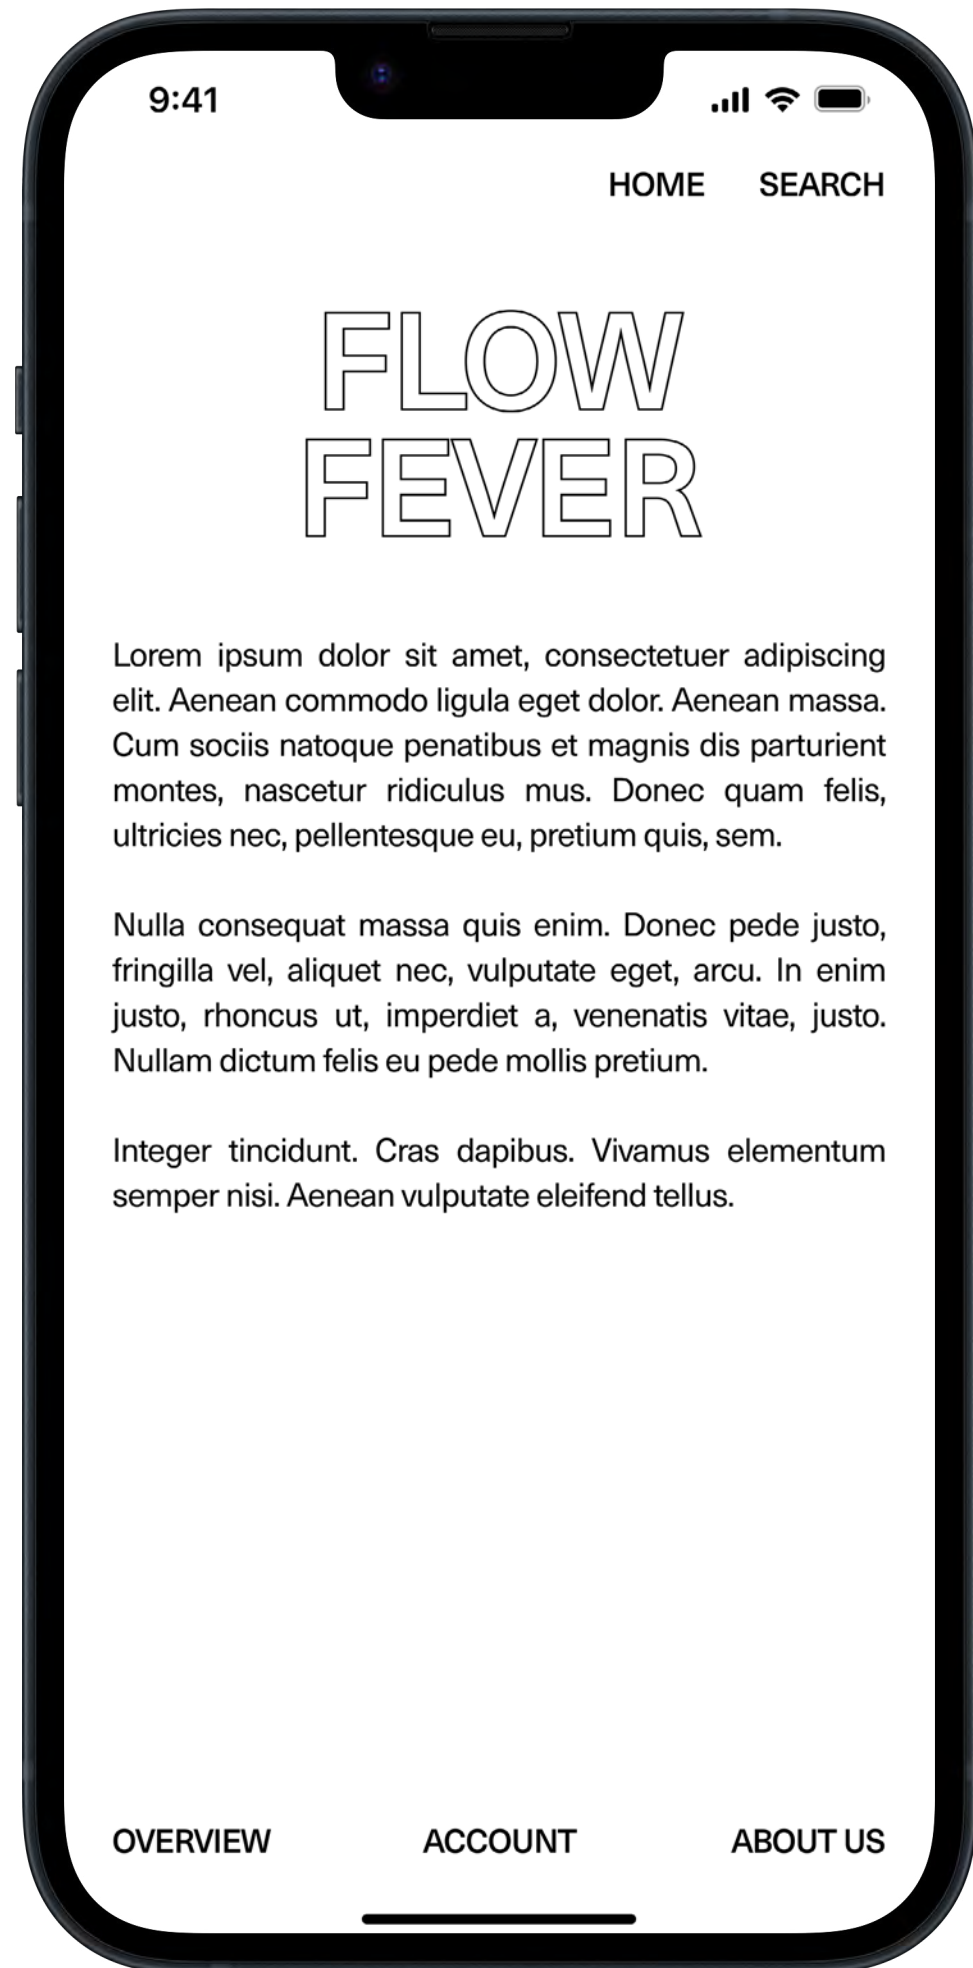 9:41
HOME SEARCH
FLOW
FEVER
Lorem ipsum dolor sit amet, consectetuer adipiscing
elit. Aenean commodo ligula eget dolor. Aenean massa.
Cum sociis natoque penatibus et magnis dis parturient
montes, nascetur ridiculus mus. Donec quam felis,
ultricies nec, pellentesque eu, pretium quis, sem.
Nulla consequat massa quis enim. Donec pede justo,
fringilla vel, aliquet nec, vulputate eget, arcu. In enim
justo, rhoncus ut, imperdiet a, venenatis vitae, justo.
Nullam dictum felis eu pede mollis pretium.
Integer tincidunt. Cras dapibus. Vivamus elementum
semper nisi. Aenean vulputate eleifend tellus.
OVERVIEW ACCOUNT ABOUT US